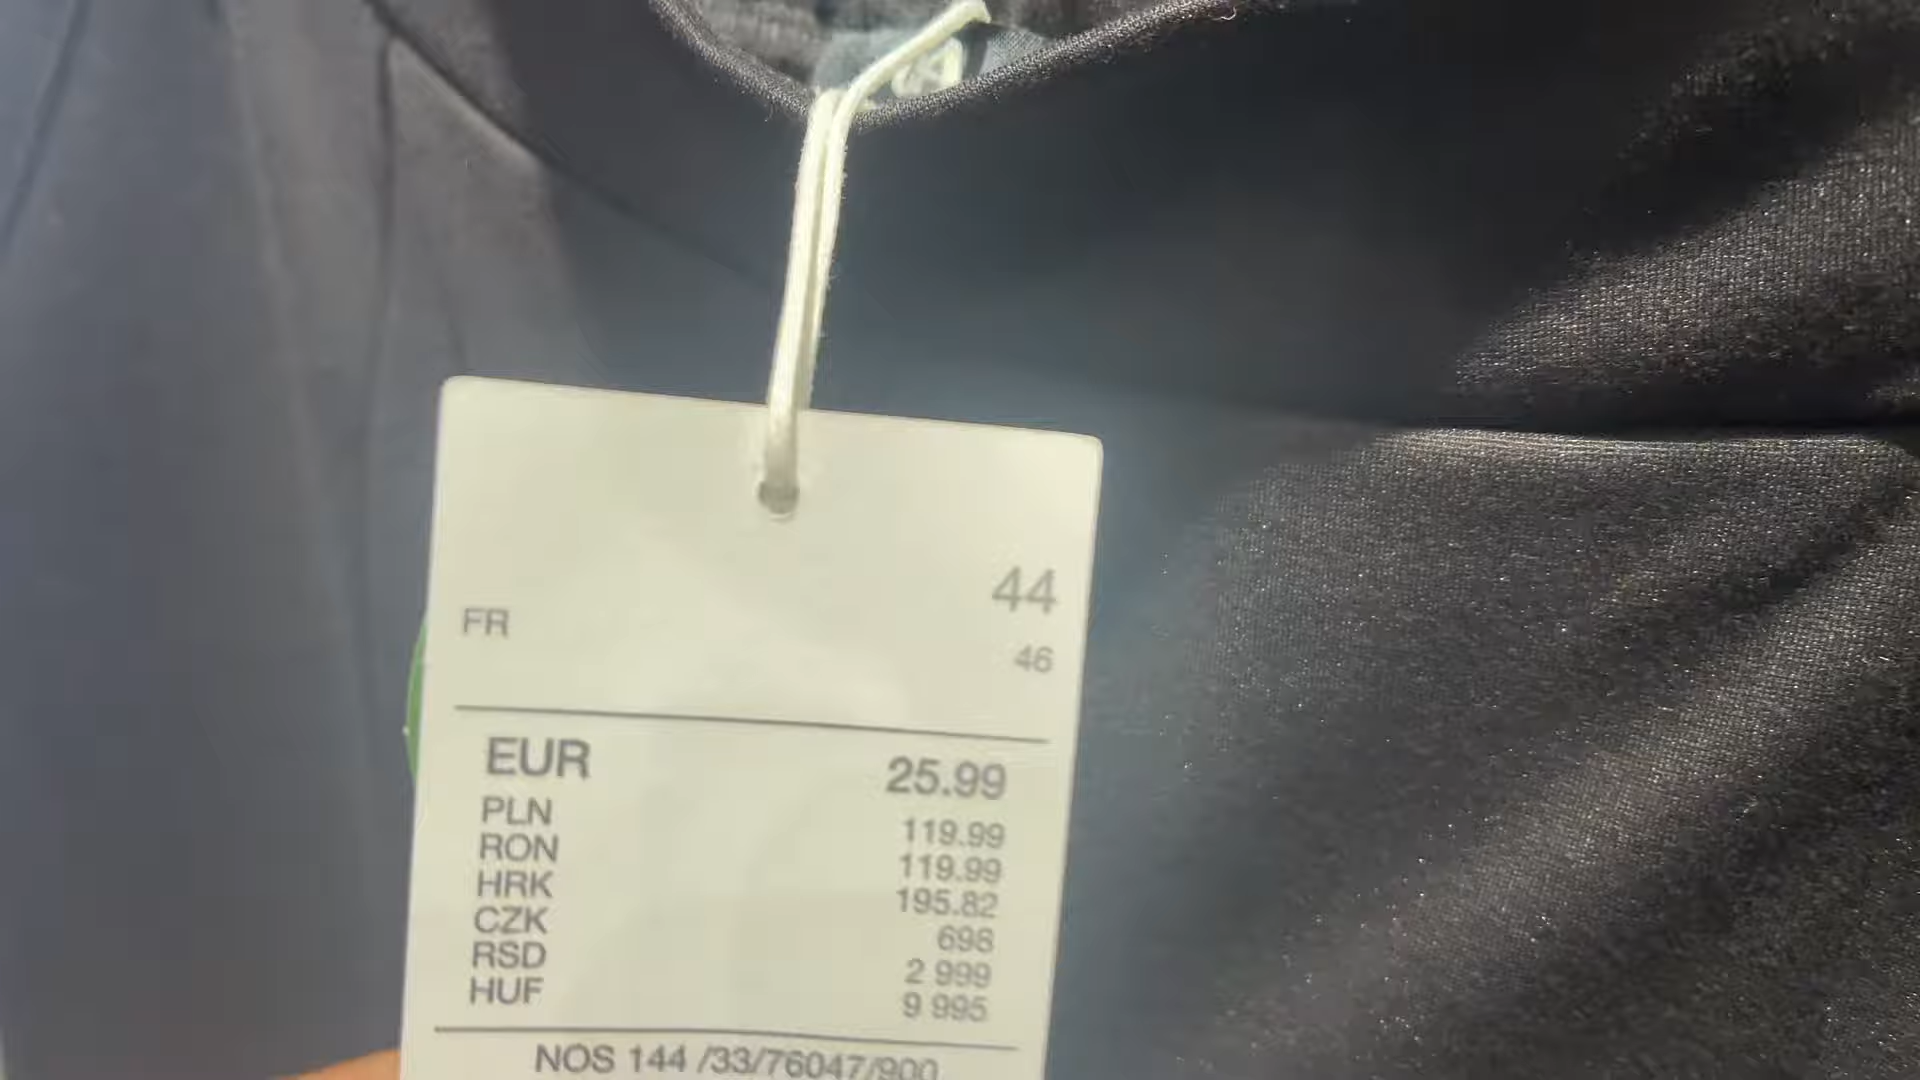 44
FR 46
EUR 25.99
PLN 119.99
RON 119.99
HRK 195.82
CZK 698
RSD 2 999
HUF 9 995
NOS 144 /33/76047/900